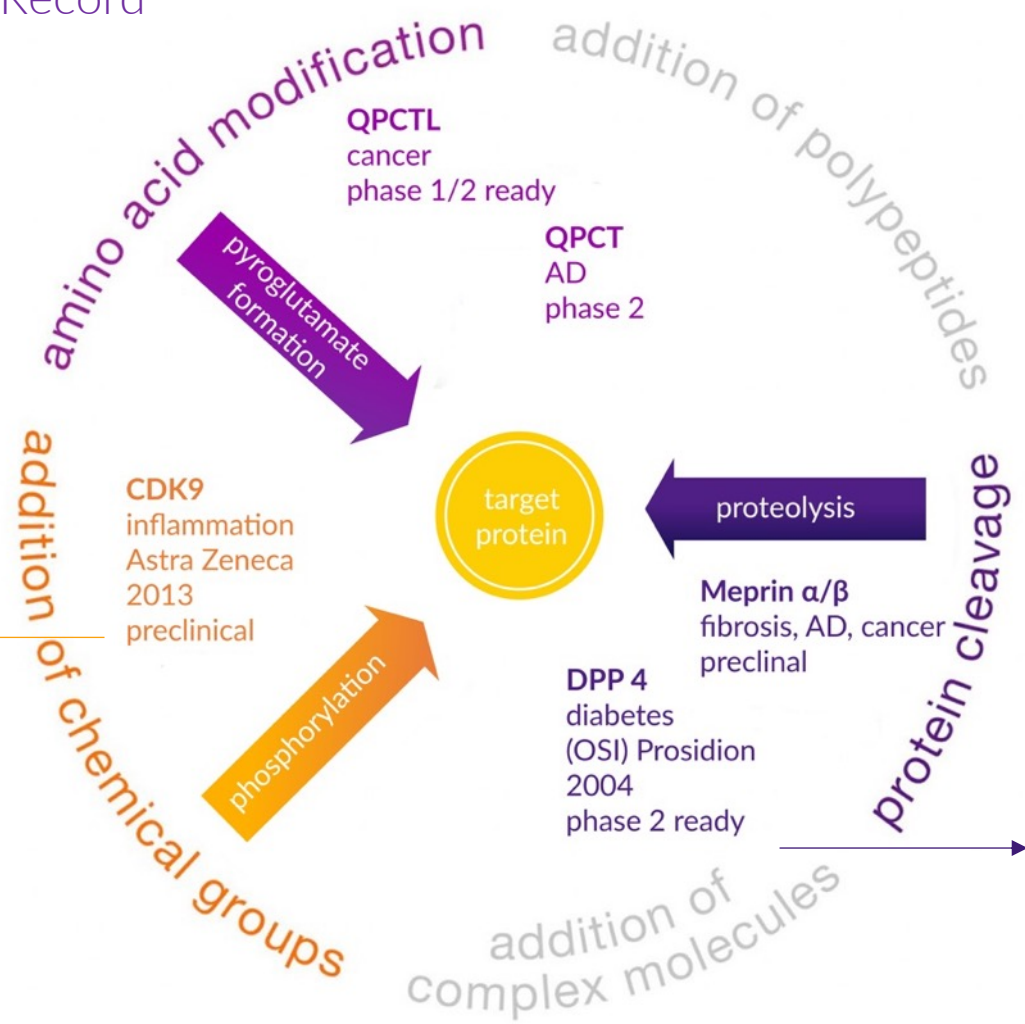 Record
amino acid modification
addition of polypeptides
QPCTL
cancer
phase 1/2 ready
QPCT
AD
phase 2
pyroglutamate
formation
addition of chemical groups
CDK9
inflammation
Astra Zeneca
2013
preclinical
target
protein
proteolysis
protein cleavage
Meprin α/β
fibrosis, AD, cancer
preclinal
phosphorylation
DPP 4
diabetes
(OSI) Prosidion
2004
phase 2 ready
addition of
complex molecules